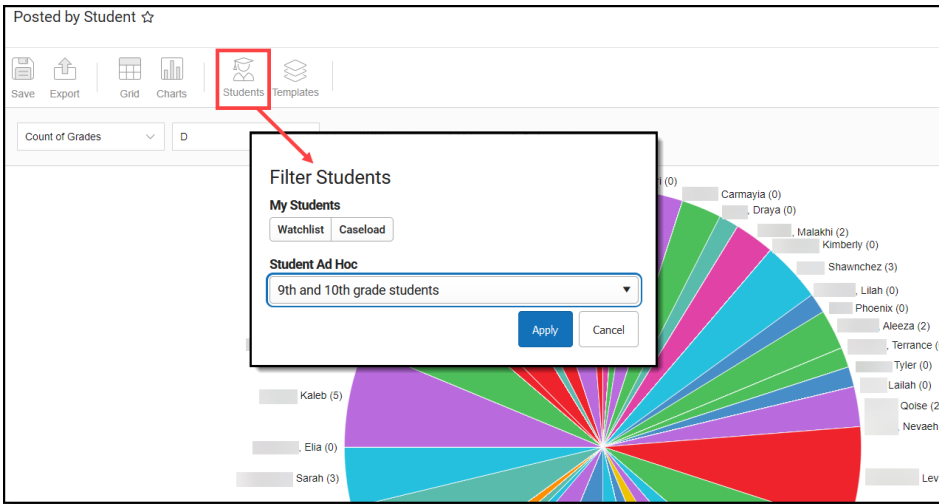 Posted by Student ☆
Save Export Grid Charts Students Templates
Count of Grades D
Filter Students
My Students
Watchlist Caseload
Student Ad Hoc
9th and 10th grade students
Apply Cancel
(0)
Carmayia (0)
, Draya (0)
, Malakhi (2)
Kimberly (0)
Shawnchez (3)
, Lilah (0)
Phoenix (0)
Aleeza (2)
, Terrance (
Tyler (0)
Lailah (0)
Qoise (2
, Nevaeh
Lev
Kaleb (5)
, Elia (0)
Sarah (3)